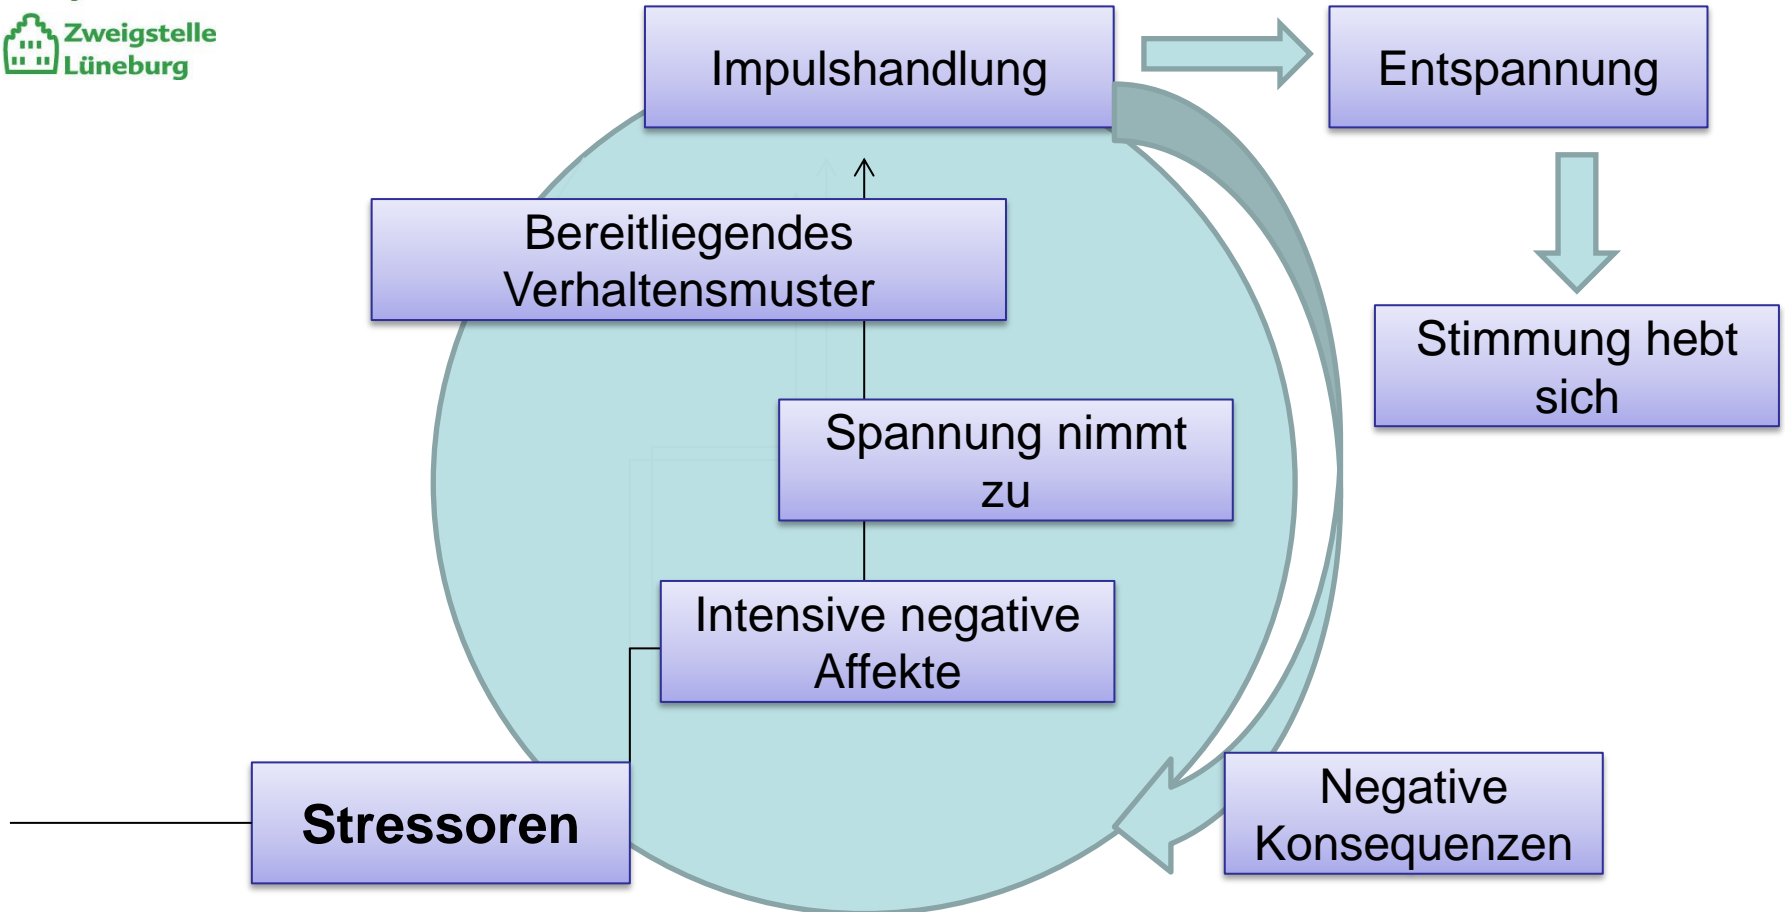 Zweigstelle
Lüneburg
Impulshandlung
Entspannung
Bereitliegendes
Verhaltensmuster
Stimmung hebt
sich
Spannung nimmt
zu
Intensive negative
Affekte
Stressoren
Negative
Konsequenzen